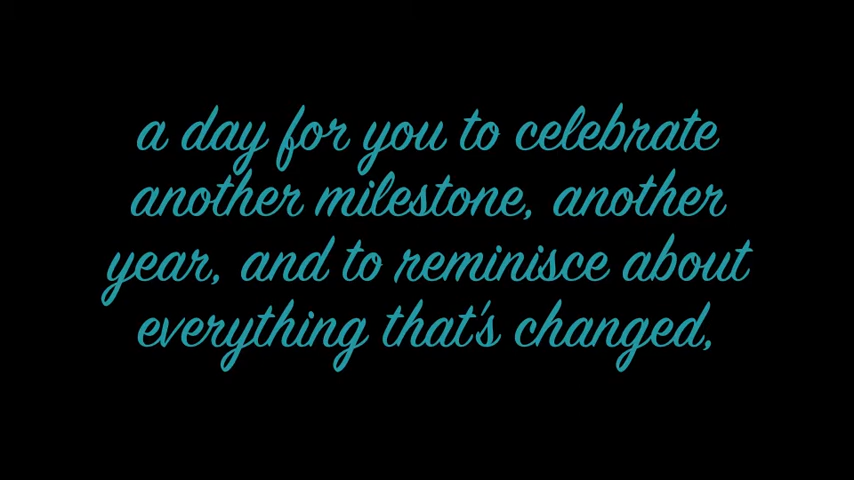 a day for you to celebrate
another milestone, another
year, and to reminisce about
everything that's changed,